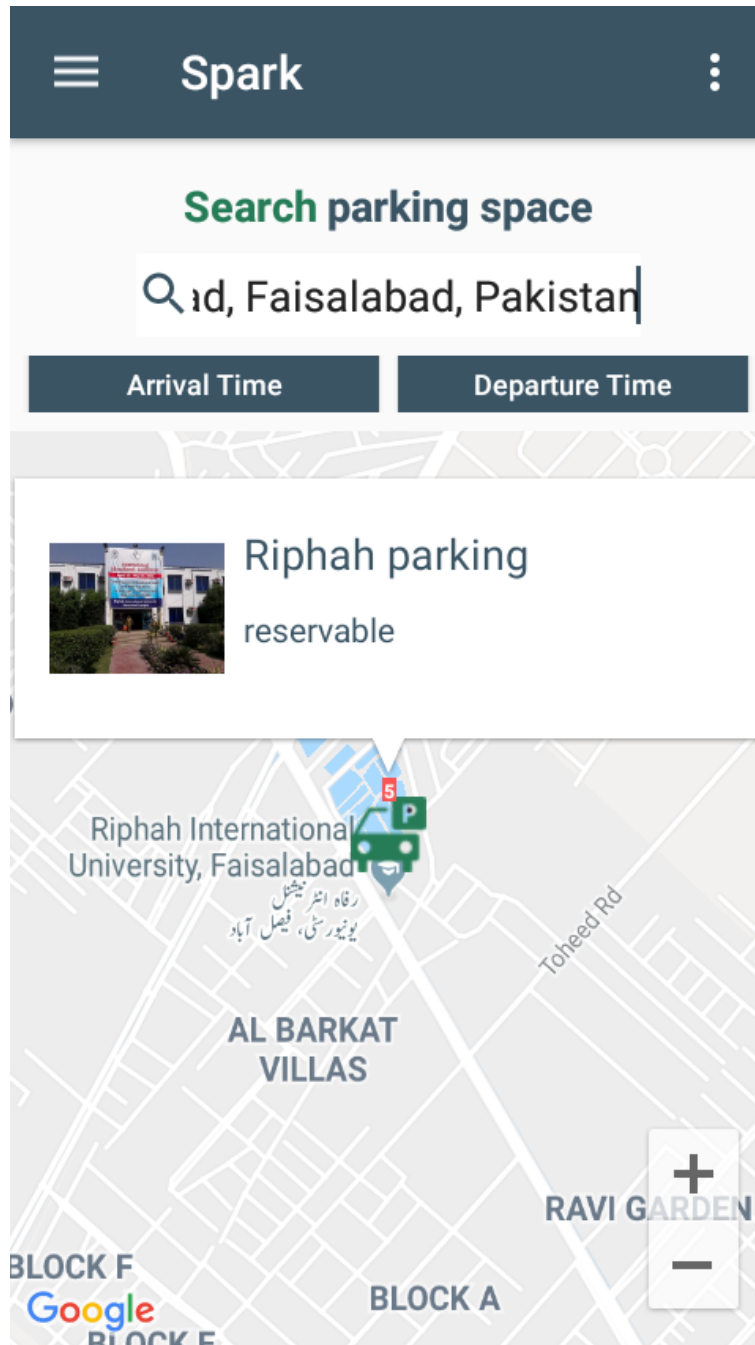 Spark
Search parking space
ad, Faisalabad, Pakistan
Arrival Time
Departure Time
Riphah parking
reservable
5
P
Riphah International
University, Faisalabad
رفاہ انٹرنیشنل
یونیورسٹی، فیصل آباد
Toheed Rd
AL BARKAT
VILLAS
RAVI GARDEN
BLOCK F
BLOCK A
Google